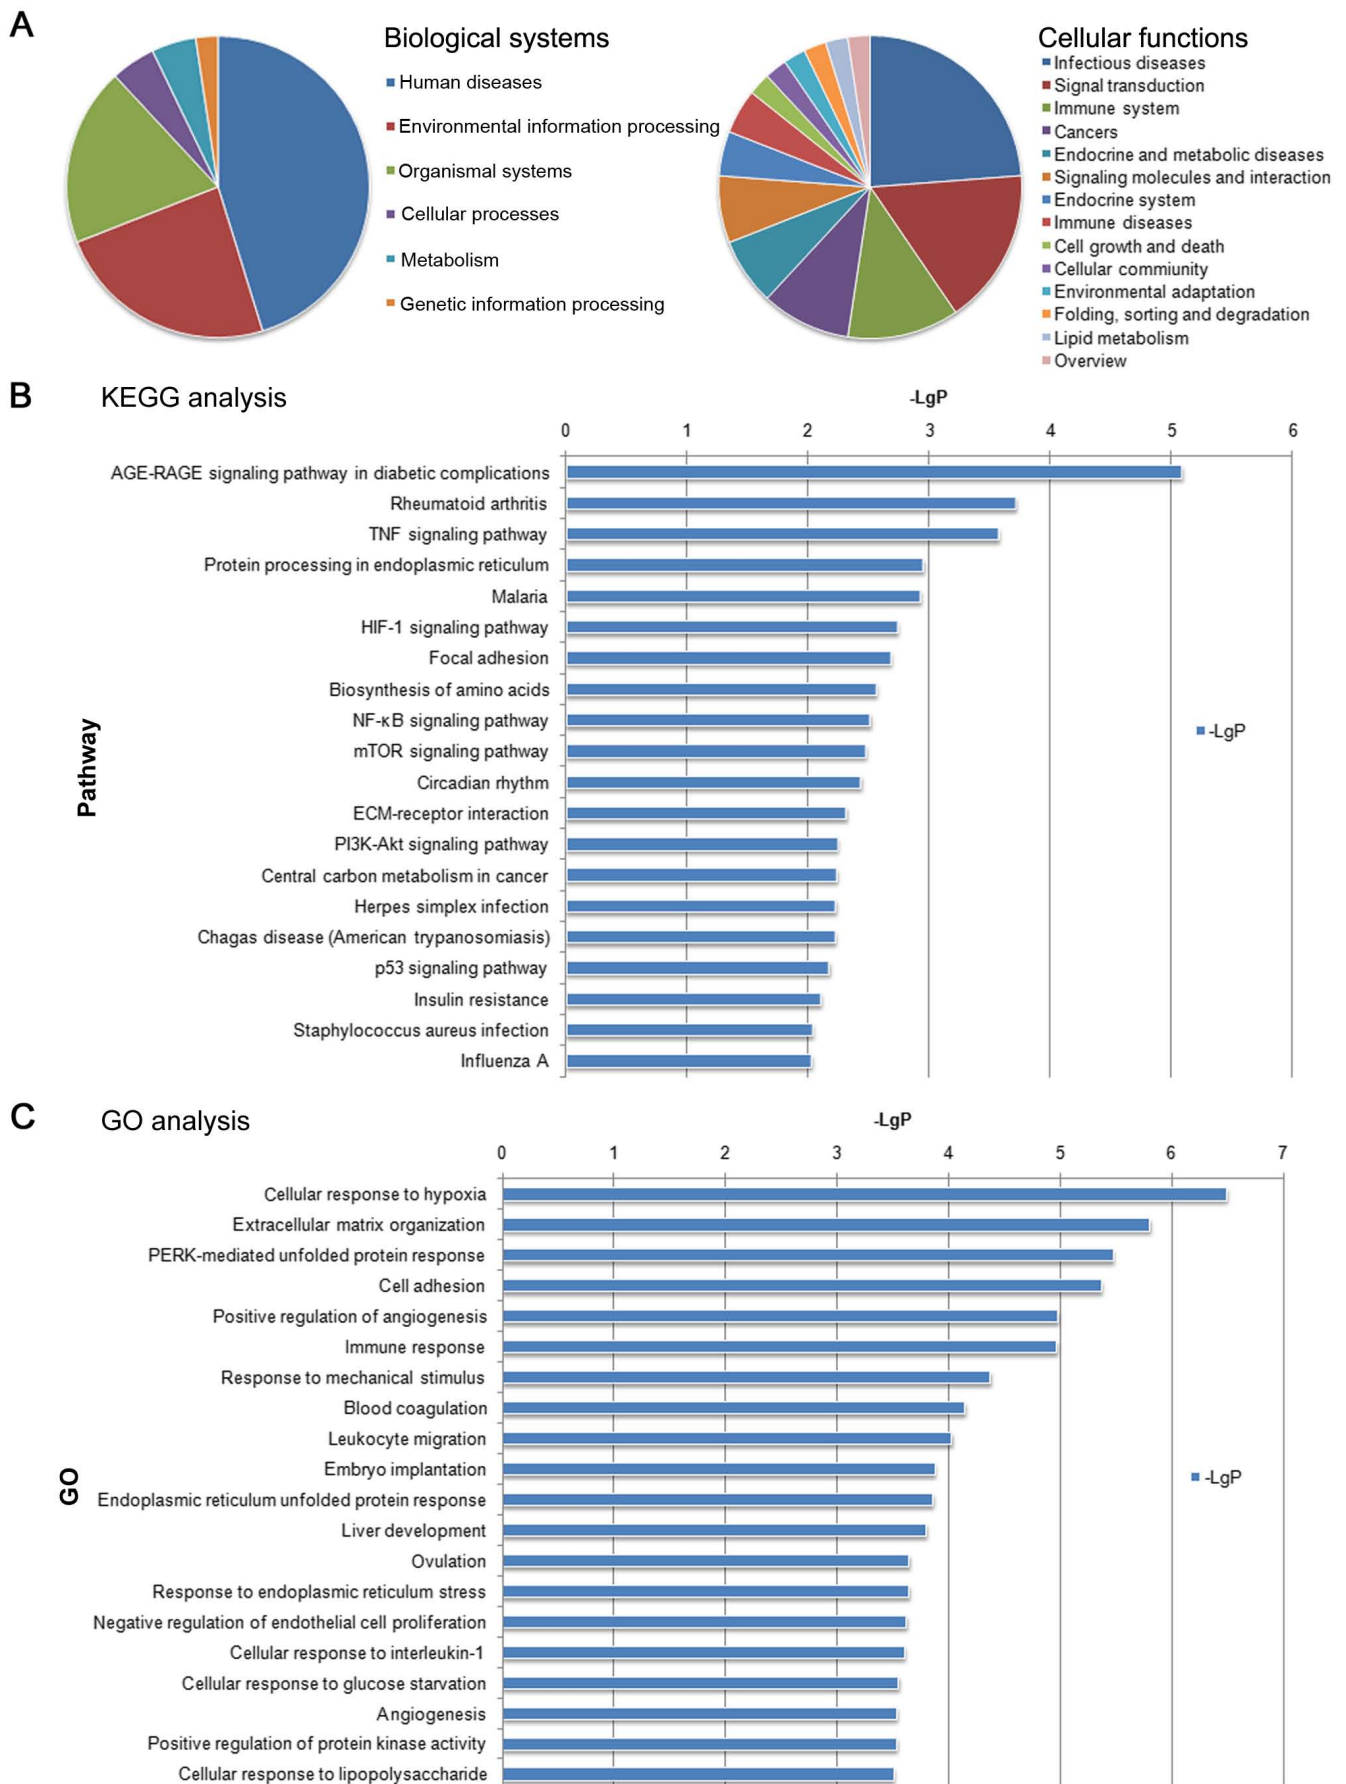 A
Biological systems
Human diseases
Environmental information processing
Organismal systems
Cellular processes
Metabolism
Genetic information processing
Cellular functions
Infectious diseases
Signal transduction
Immune system
Cancers
Endocrine and metabolic diseases
Signaling molecules and interaction
Endocrine system
Immune diseases
Cell growth and death
Cellular commiunity
Environmental adaptation
Folding, sorting and degradation
Lipid metabolism
Overview
B KEGG analysis
-LgP
0 1 2 3 4 5 6
AGE-RAGE signaling pathway in diabetic complications
Rheumatoid arthritis
TNF signaling pathway
Protein processing in endoplasmic reticulum
Malaria
HIF-1 signaling pathway
Focal adhesion
Biosynthesis of amino acids
NF-κB signaling pathway
mTOR signaling pathway
Circadian rhythm
ECM-receptor interaction
PI3K-Akt signaling pathway
Central carbon metabolism in cancer
Herpes simplex infection
Chagas disease (American trypanosomiasis)
p53 signaling pathway
Insulin resistance
Staphylococcus aureus infection
Influenza A
Pathway
-LgP
C GO analysis
-LgP
0 1 2 3 4 5 6 7
Cellular response to hypoxia
Extracellular matrix organization
PERK-mediated unfolded protein response
Cell adhesion
Positive regulation of angiogenesis
Immune response
Response to mechanical stimulus
Blood coagulation
Leukocyte migration
Embryo implantation
Endoplasmic reticulum unfolded protein response
Liver development
Ovulation
Response to endoplasmic reticulum stress
Negative regulation of endothelial cell proliferation
Cellular response to interleukin-1
Cellular response to glucose starvation
Angiogenesis
Positive regulation of protein kinase activity
Cellular response to lipopolysaccharide
GO
-LgP